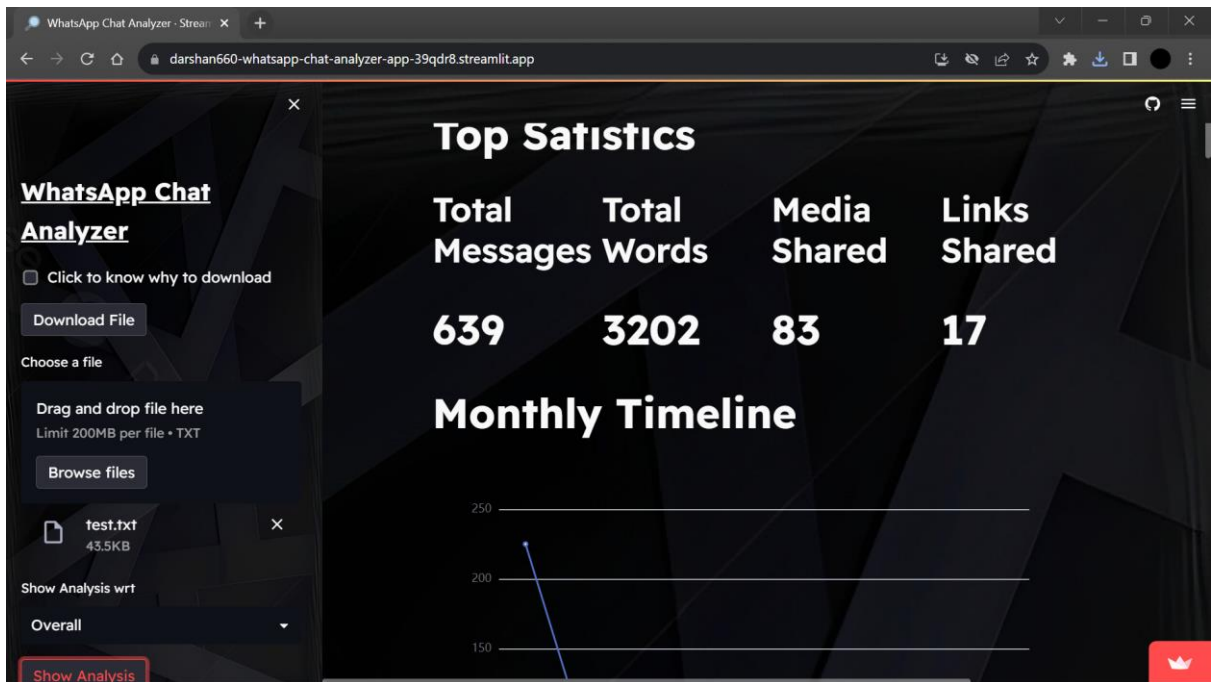 WhatsApp Chat Analyzer · Stream
darshan660-whatsapp-chat-analyzer-app-39qdr8.streamlit.app
WhatsApp Chat
Analyzer
Click to know why to download
Download File
Choose a file
Drag and drop file here
Limit 200MB per file • TXT
Browse files
test.txt
43.5KB
Show Analysis wrt
Overall
Show Analysis
Top Satistics
Total Messages
Total Words
Media Shared
Links Shared
639
3202
83
17
Monthly Timeline
250
200
150